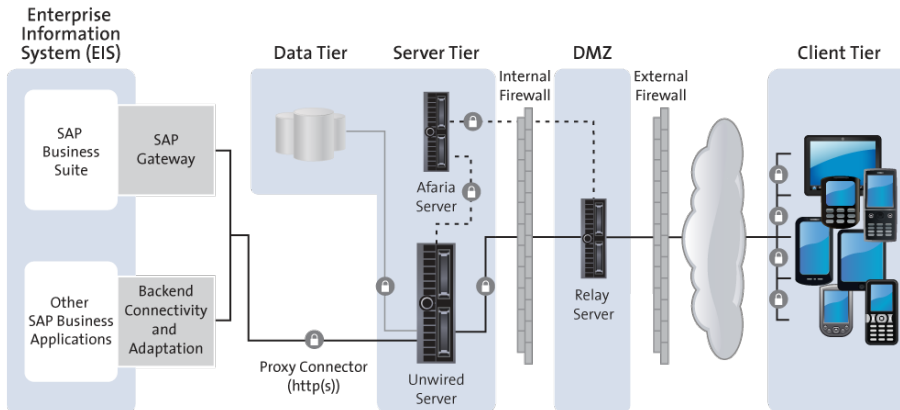 Enterprise
Information
System (EIS)
Data Tier
Server Tier
Internal
Firewall
DMZ
External
Firewall
Client Tier
SAP
Business
Suite
SAP
Gateway
Afaria
Server
Other
SAP Business
Applications
Backend
Connectivity
and
Adaptation
Proxy Connector
(http(s))
Unwired
Server
Relay
Server